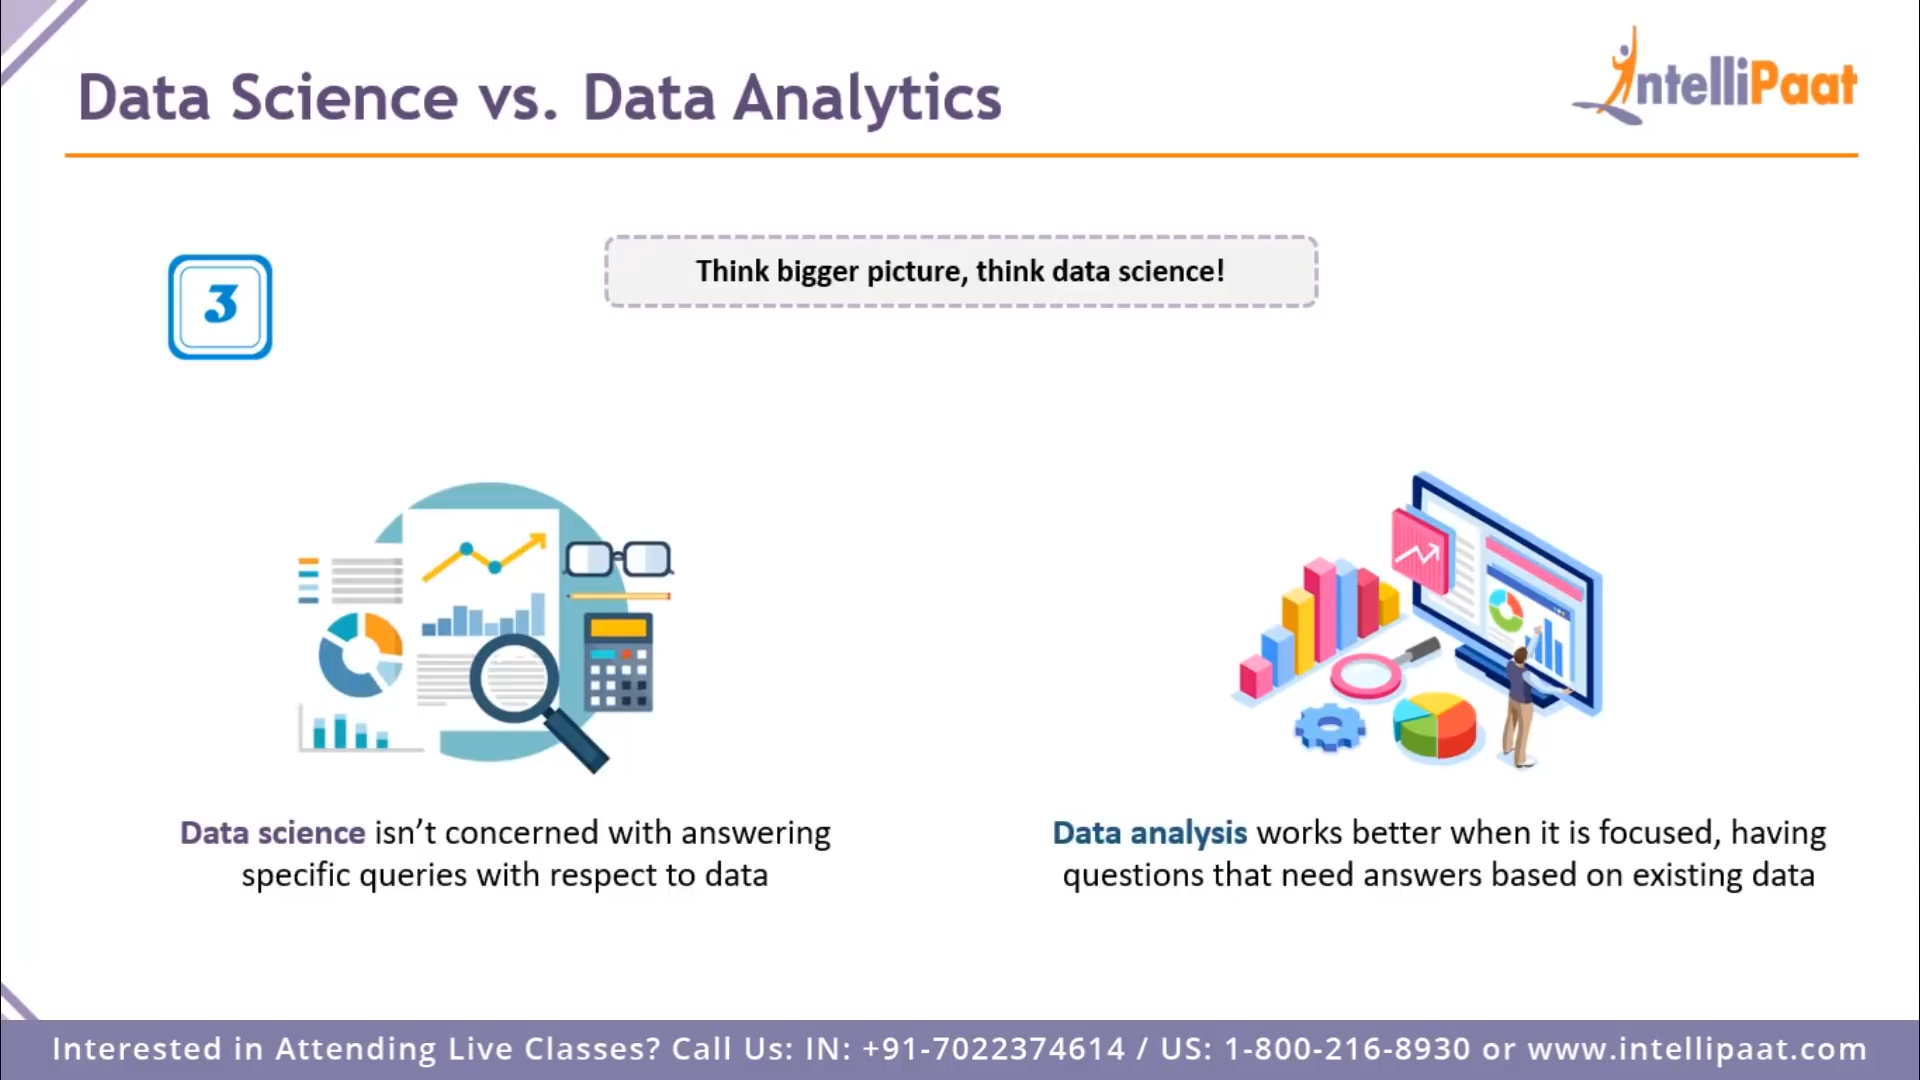 Data Science vs. Data Analytics
IntelliPaat
Think bigger picture, think data science!
3
Data science isn’t concerned with answering
specific queries with respect to data
Data analysis works better when it is focused, having
questions that need answers based on existing data
Interested in Attending Live Classes? Call Us: IN: +91-7022374614 / US: 1-800-216-8930 or www.intellipaat.com